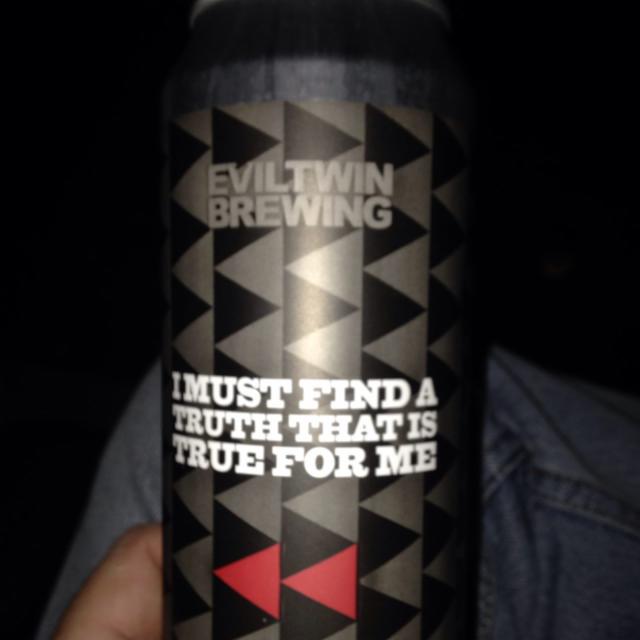 EVILTWIN
BREWING
I MUST FIND A
TRUTH THAT IS
TRUE FOR ME